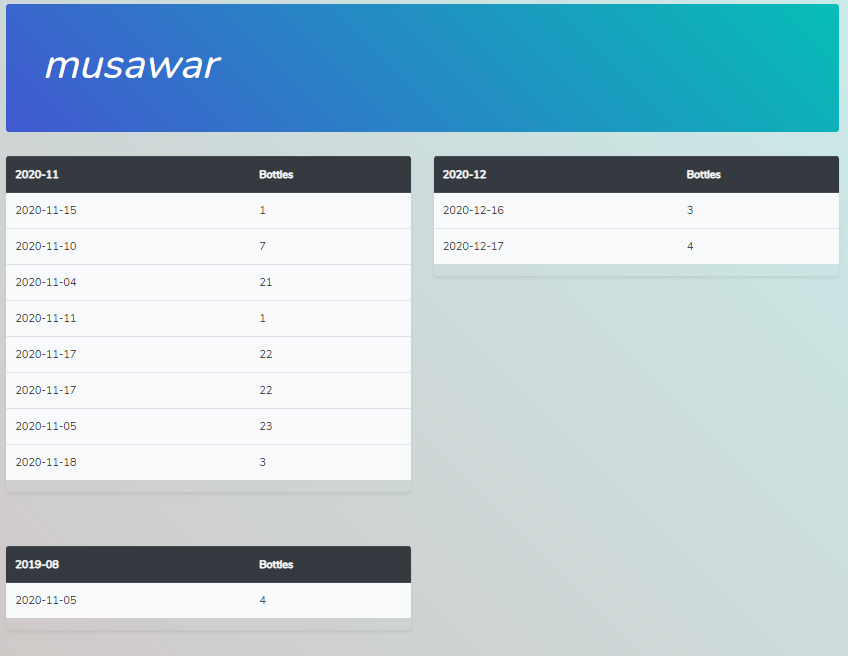 musawar
2020-11 Bottles
2020-11-15 1
2020-11-10 7
2020-11-04 21
2020-11-11 1
2020-11-17 22
2020-11-17 22
2020-11-05 23
2020-11-18 3
2020-12 Bottles
2020-12-16 3
2020-12-17 4
2019-08 Bottles
2020-11-05 4